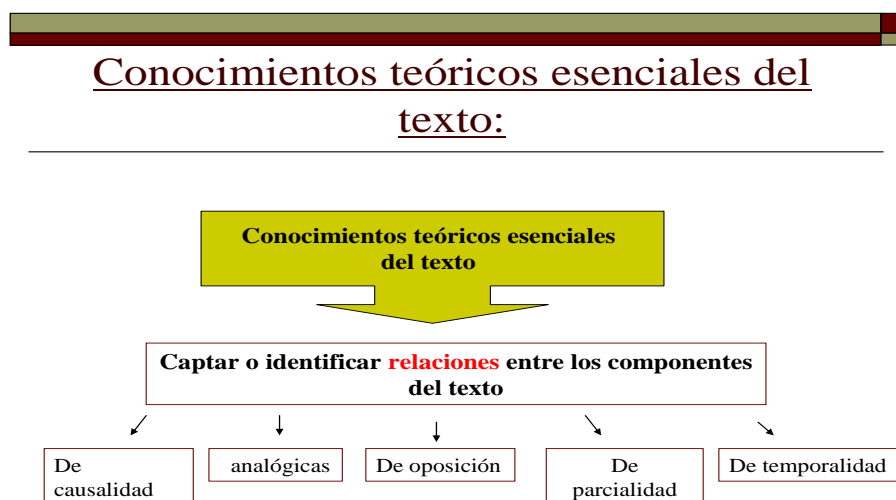 Conocimientos teóricos esenciales del
texto:
Conocimientos teóricos esenciales
del texto
Captar o identificar relaciones entre los componentes
del texto
De
causalidad
analógicas
De oposición
De
parcialidad
De temporalidad